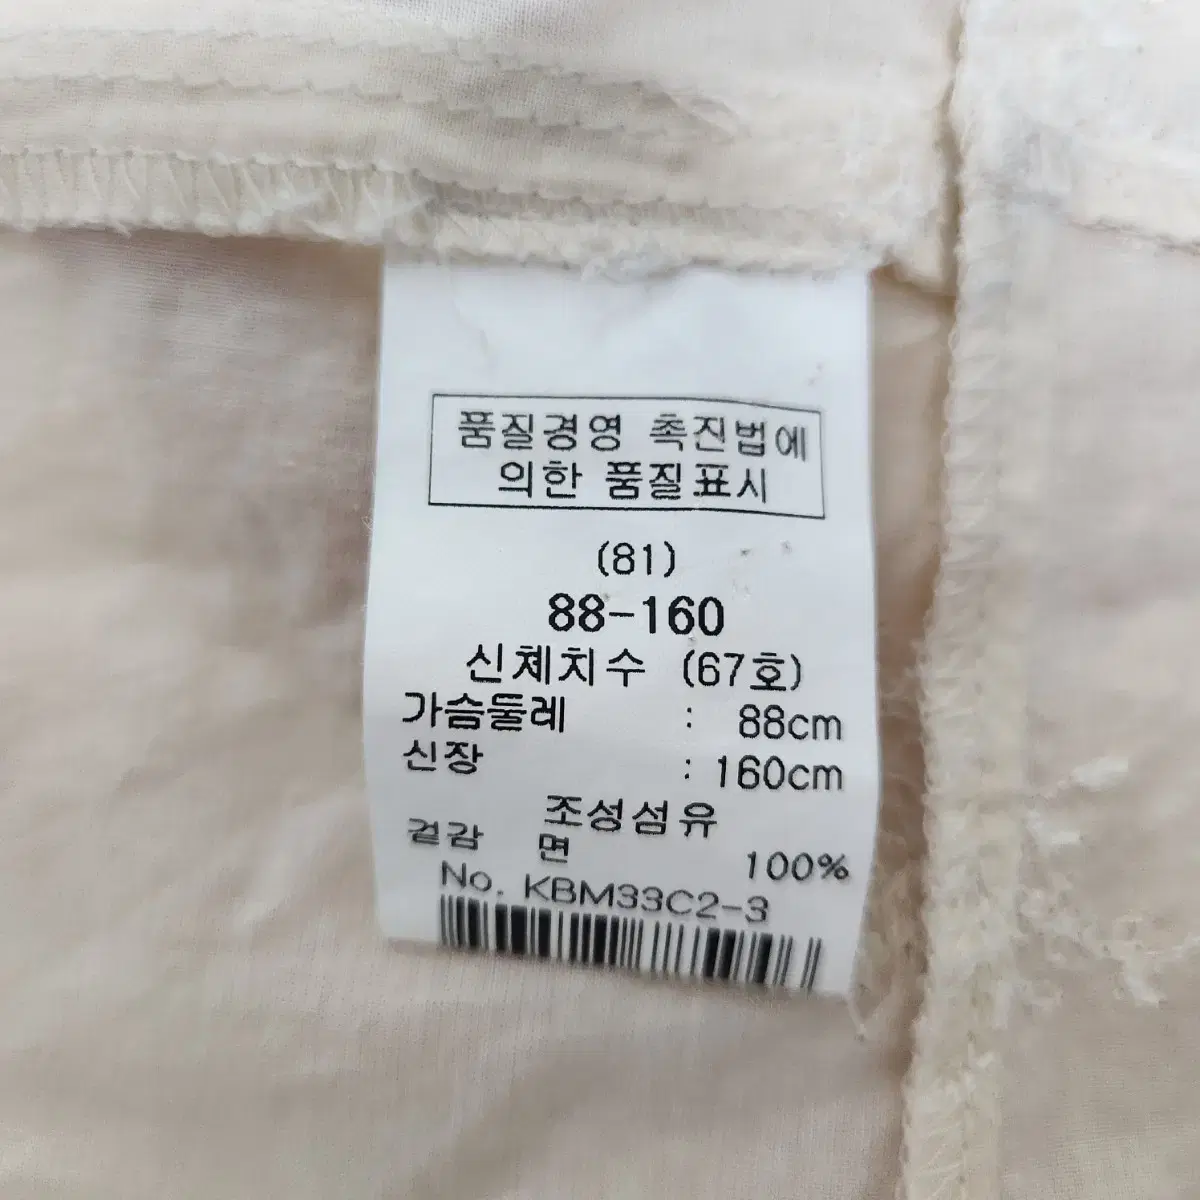 품질경영 촉진법에
의한 품질표시
(81)
88-160
신체치수 (67호)
가슴둘레 : 88cm
신장 : 160cm
조성섬유
겉감 면 100%
No. KBM33C2-3